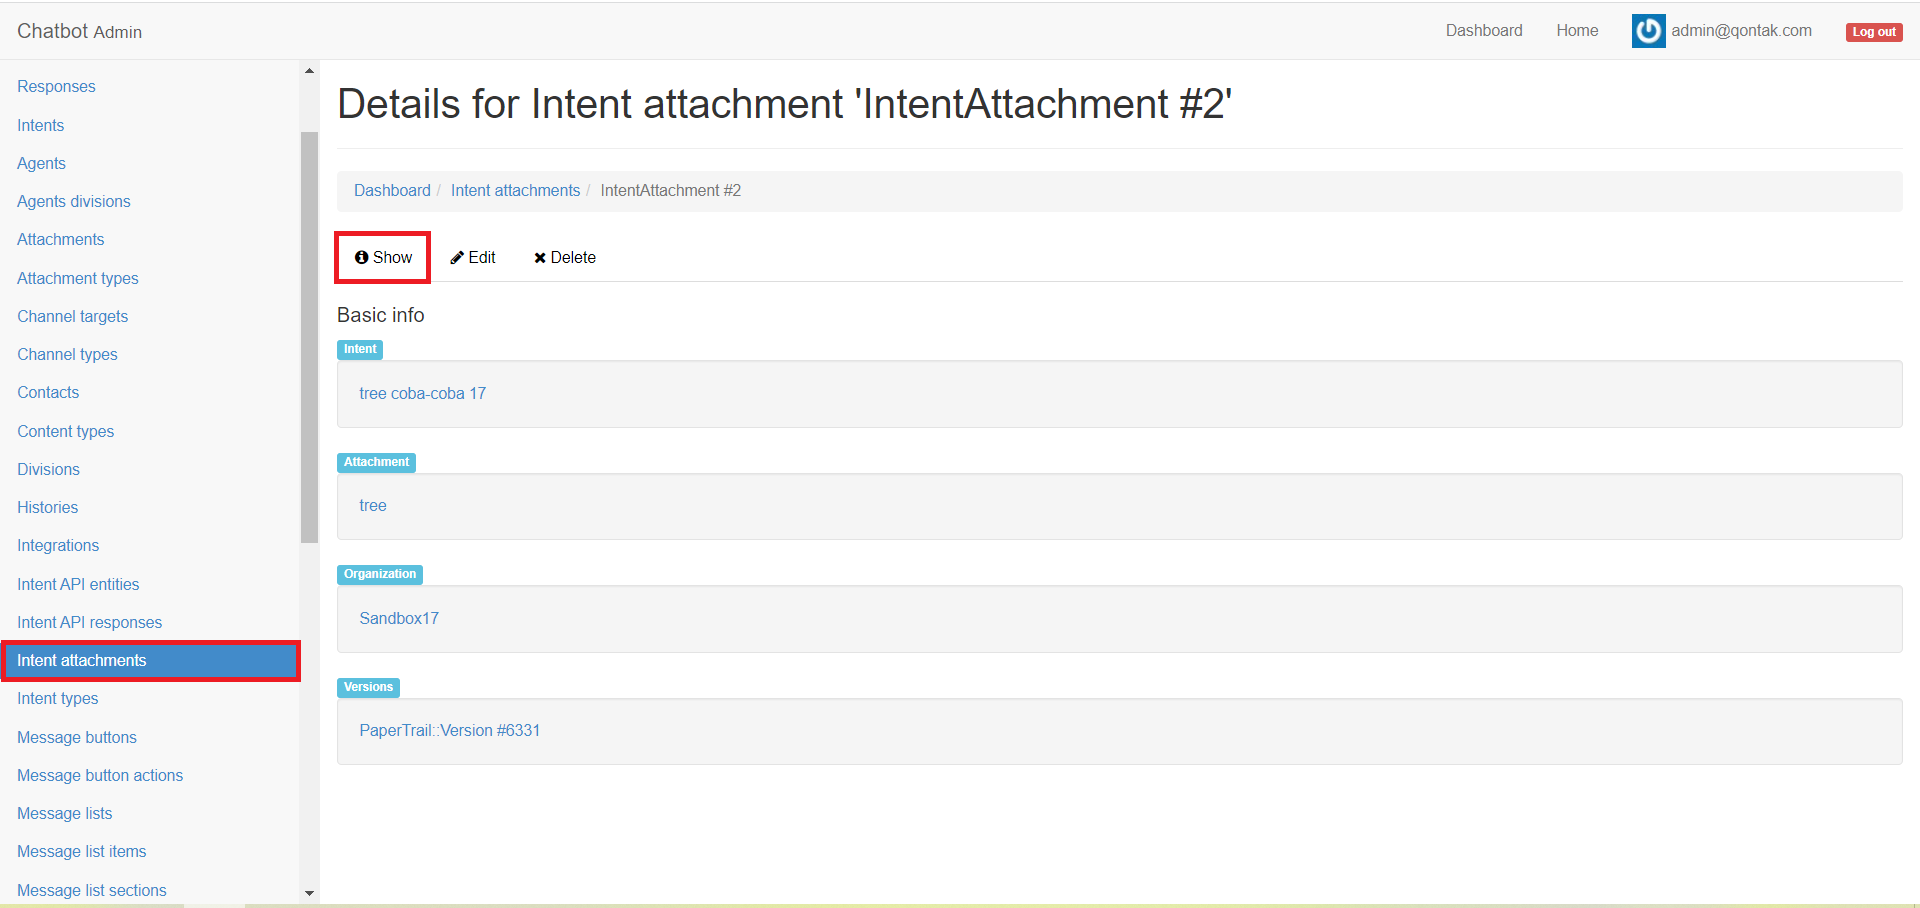 Chatbot Admin
Dashboard
Home
admin@qontak.com
Log out
Responses
Intents
Agents
Agents divisions
Attachments
Attachment types
Channel targets
Channel types
Contacts
Content types
Divisions
Histories
Integrations
Intent API entities
Intent API responses
Intent attachments
Intent types
Message buttons
Message button actions
Message lists
Message list items
Message list sections
Details for Intent attachment 'IntentAttachment #2'
Dashboard / Intent attachments / IntentAttachment #2
Show
Edit
Delete
Basic info
Intent
tree coba-coba 17
Attachment
tree
Organization
Sandbox17
Versions
PaperTrail::Version #6331